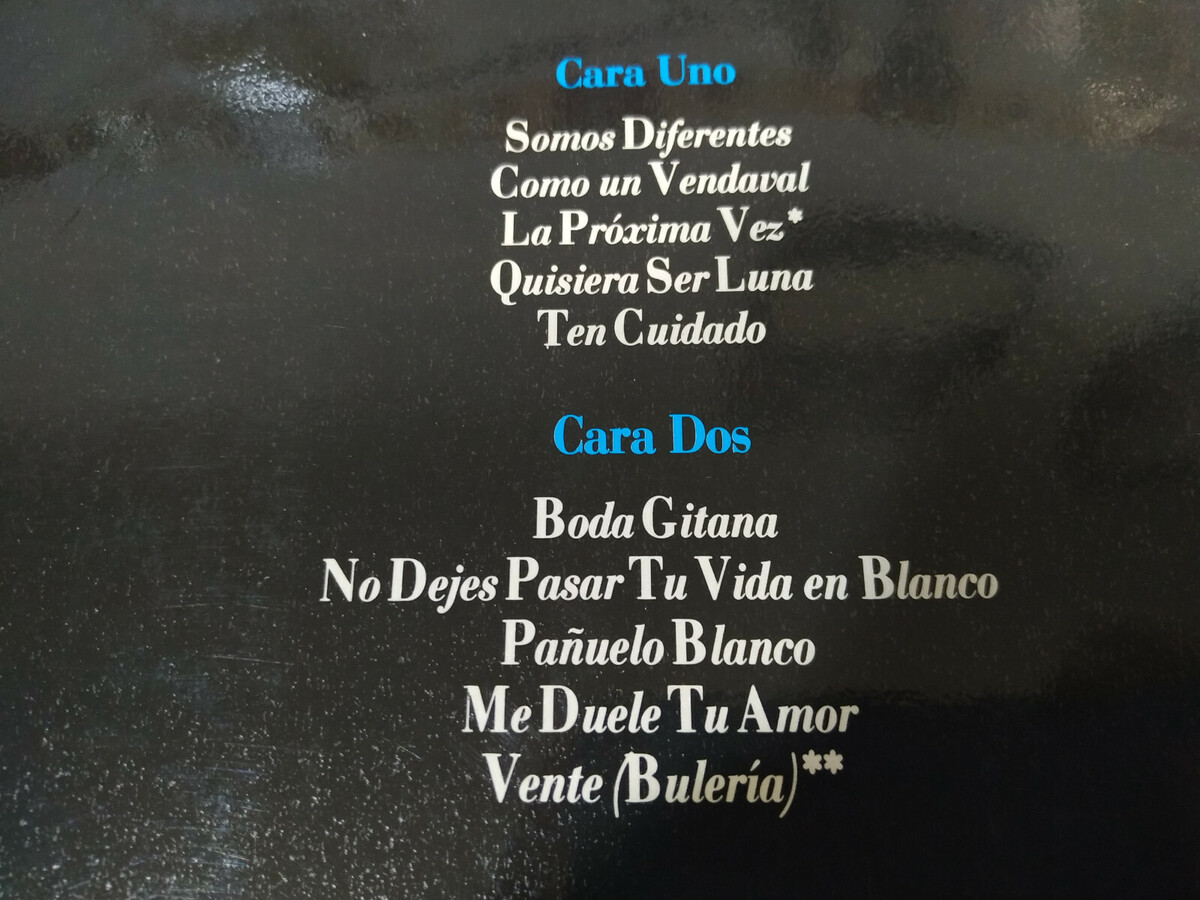 Cara Uno
Somos Diferentes
Como un Vendaval
La Próxima Vez*
Quisiera Ser Luna
Ten Cuidado
Cara Dos
Boda Gitana
No Dejes Pasar Tu Vida en Blanco
Pañuelo Blanco
Me Duele Tu Amor
Vente (Bulería)**